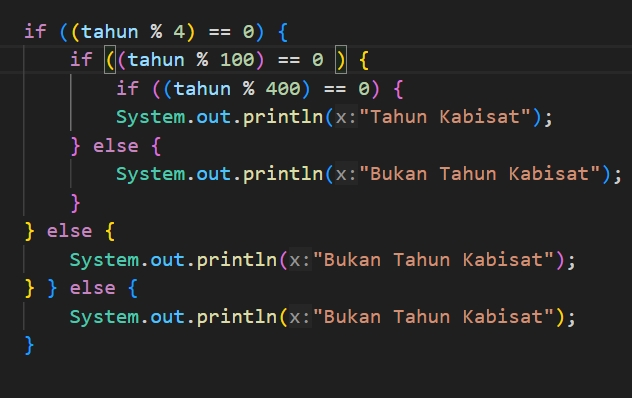 if ((tahun % 4) == 0) {
if ((tahun % 100) == 0 ) {
if ((tahun % 400) == 0) {
System.out.println(x:"Tahun Kabisat");
} else {
System.out.println(x:"Bukan Tahun Kabisat");
}
} else {
System.out.println(x:"Bukan Tahun Kabisat");
} } else {
System.out.println(x:"Bukan Tahun Kabisat");
}